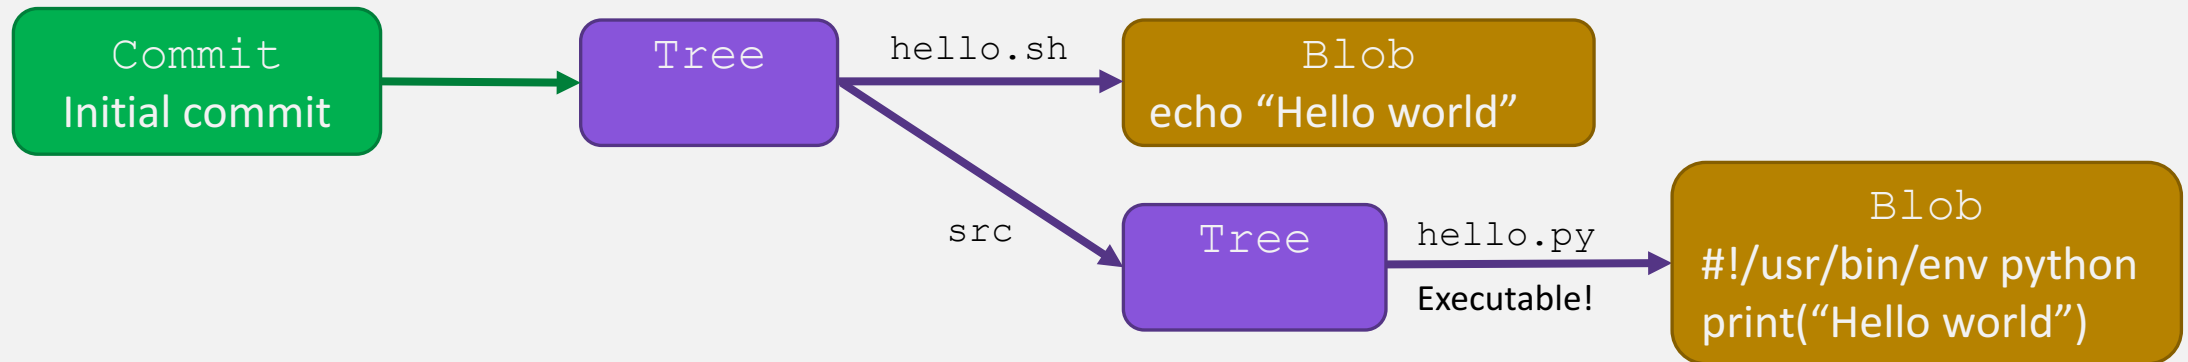 Commit
Initial commit
Tree
hello.sh
Blob
echo “Hello world”
src
Tree
hello.py
Executable!
Blob
#!/usr/bin/env python
print(“Hello world”)